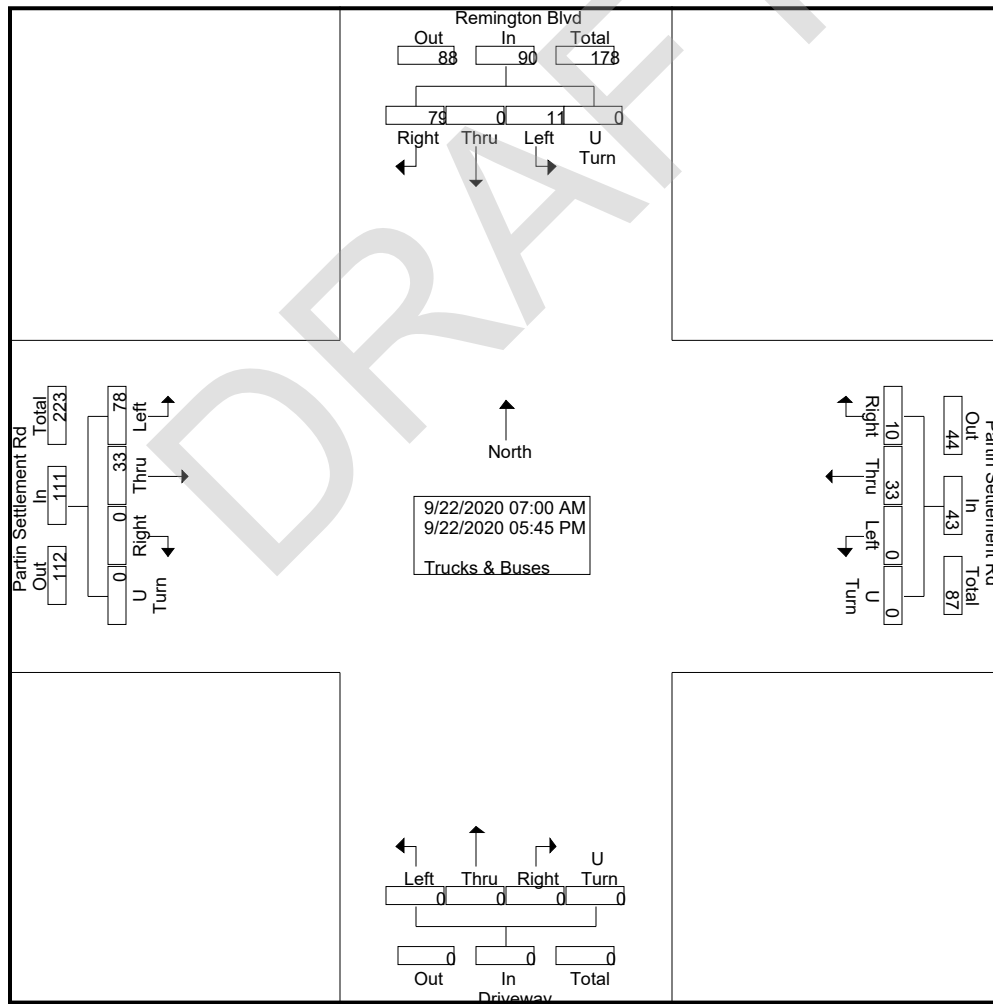 Remington Blvd
Out In Total
88 90 178
79 0 11 0
Right Thru Left U Turn
DRAFT
Partin Settlement Rd
Total In Out
223 111 112
78 33 0 0
Left Thru Right U Turn
North
9/22/2020 07:00 AM
9/22/2020 05:45 PM
Trucks & Buses
Right Thru Left U Turn
10 33 0 0
44 43 87
Out In Total
Partin Settlement Rd
Left Thru Right U Turn
0 0 0 0
0 0 0
Out In Total
Driveway